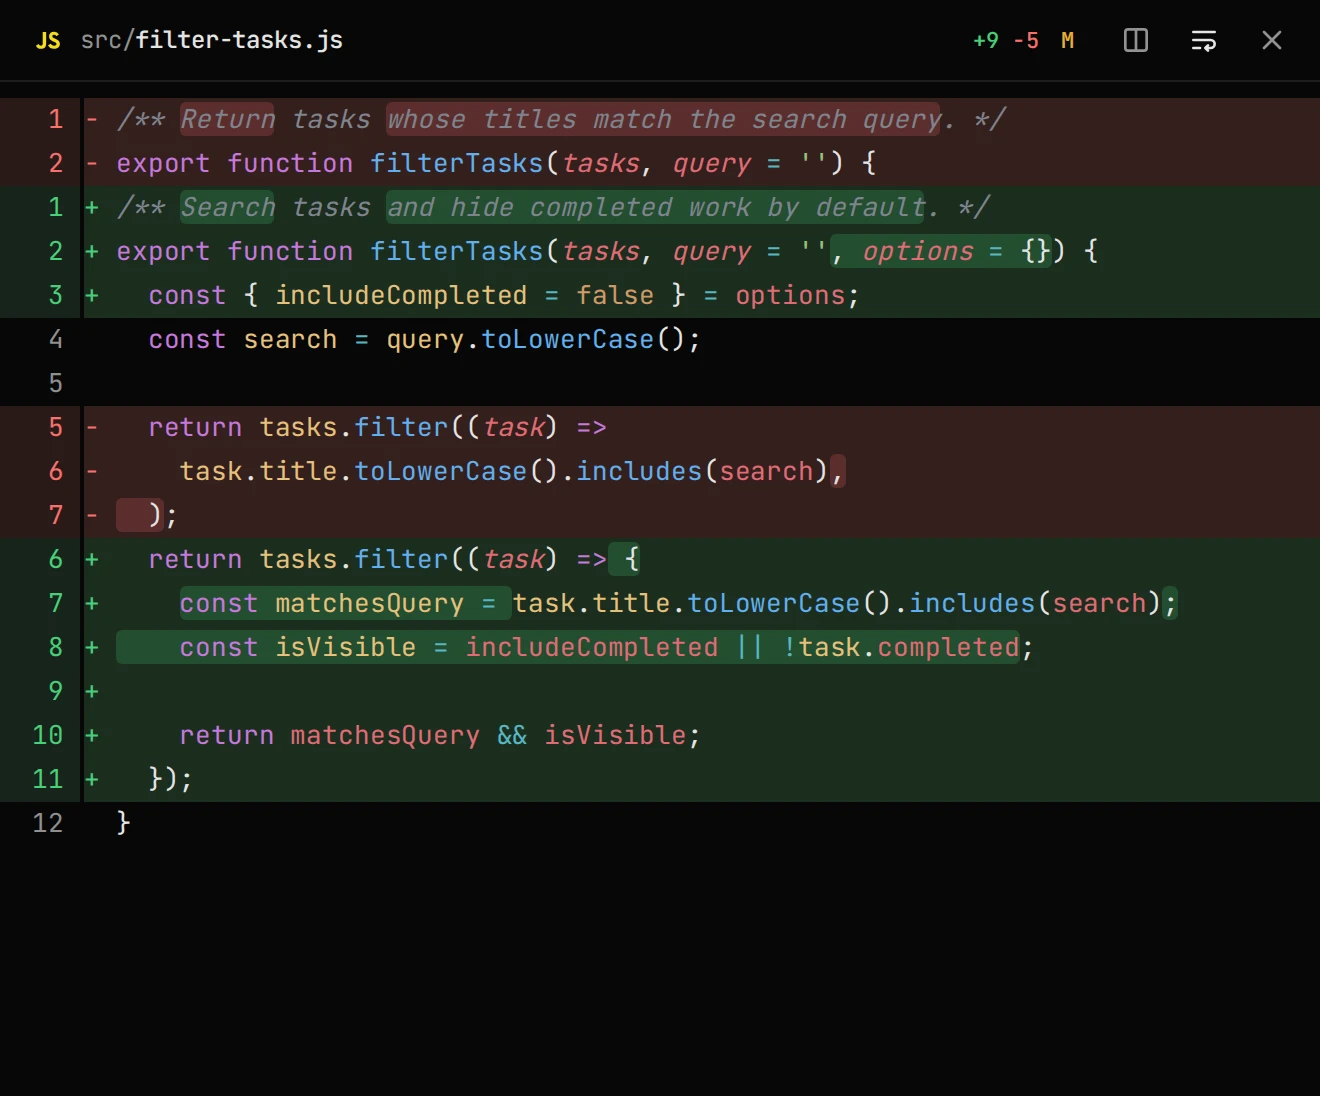 JS src/filter-tasks.js +9 -5 M
1 - /** Return tasks whose titles match the search query. */
2 - export function filterTasks(tasks, query = '') {
1 + /** Search tasks and hide completed work by default. */
2 + export function filterTasks(tasks, query = '', options = {}) {
3 +   const { includeCompleted = false } = options;
4     const search = query.toLowerCase();
5
5 -   return tasks.filter((task) =>
6 -     task.title.toLowerCase().includes(search),
7 -   );
6 +   return tasks.filter((task) => {
7 +     const matchesQuery = task.title.toLowerCase().includes(search);
8 +     const isVisible = includeCompleted || !task.completed;
9 +
10 +     return matchesQuery && isVisible;
11 +   });
12   }